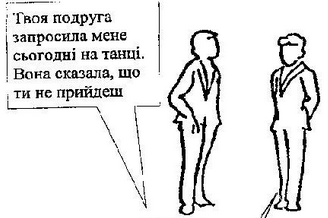 Твоя подруга
запросила мене
сьогодні на танці.
Вона сказала, що
ти не прийдеш